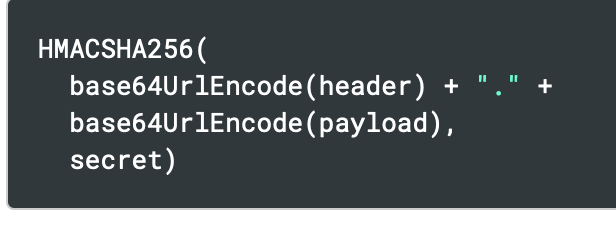 HMACSHA256(
  base64UrlEncode(header) + "." +
  base64UrlEncode(payload),
  secret)